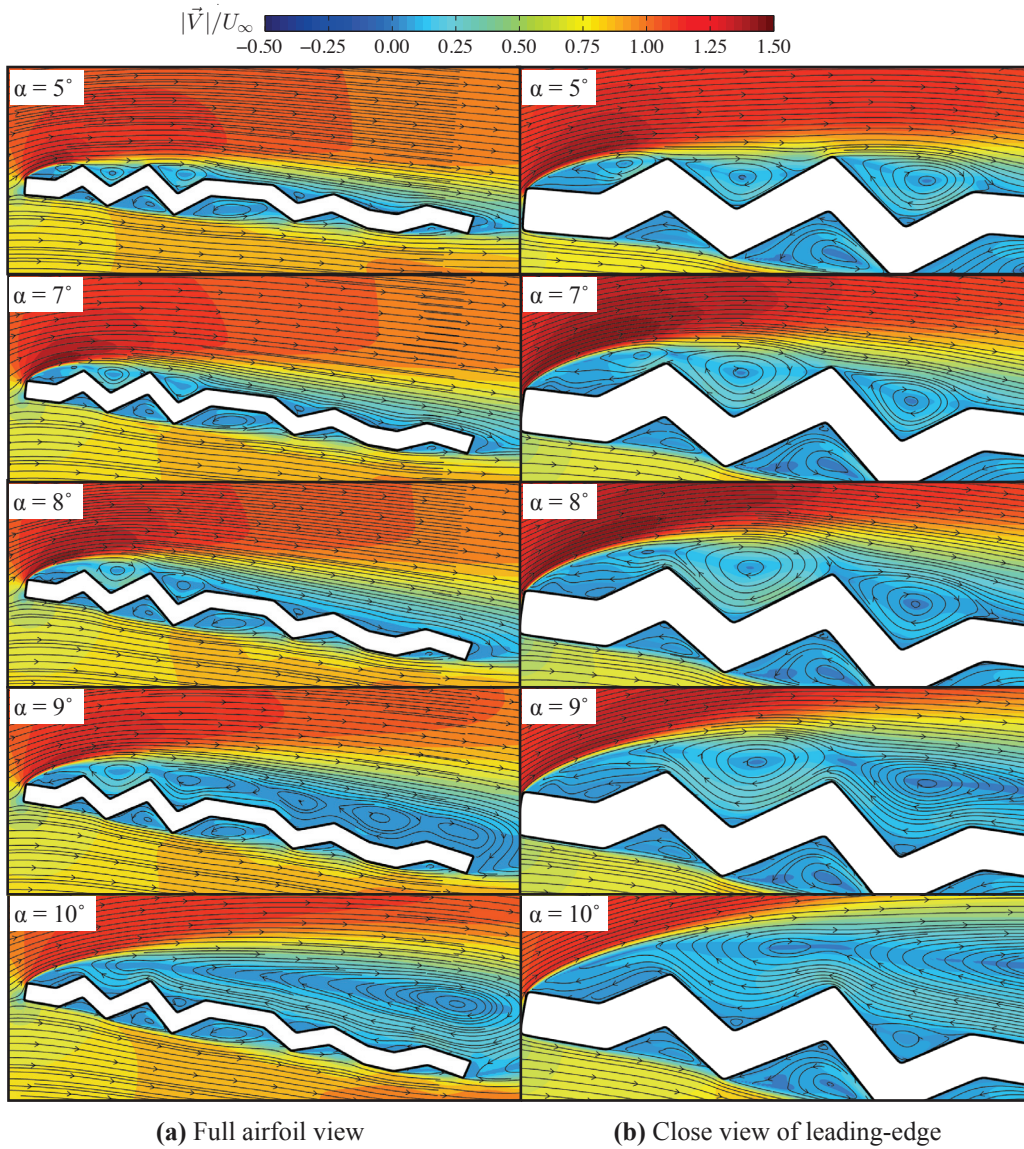 |V⃗|/U∞
−0.50 −0.25 0.00 0.25 0.50 0.75 1.00 1.25 1.50
α = 5° α = 5°
α = 7° α = 7°
α = 8° α = 8°
α = 9° α = 9°
α = 10° α = 10°
(a) Full airfoil view (b) Close view of leading-edge